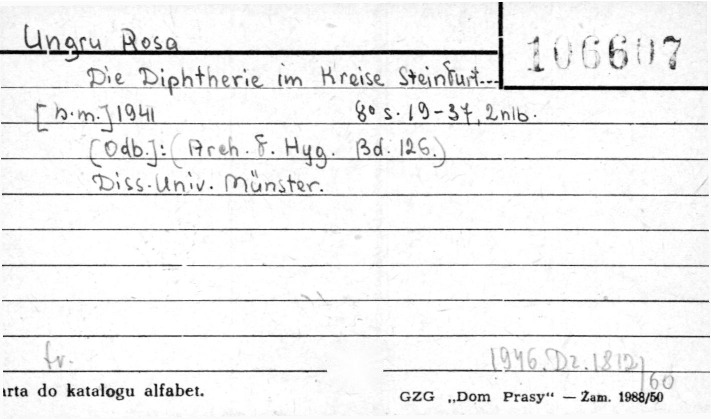 Ungru Rosa
106607
Die Diphtherie im Kreise Steinfurt...
[b.m.] 1941 8° s. 19-37, 2nlb.
[Odb.]: (Arch. f. Hyg. Bd. 126.)
Diss. Univ. Münster.
tr.
1946.Dz.1812/60
arta do katalogu alfabet.
GZG „Dom Prasy" — Zam. 1988/50